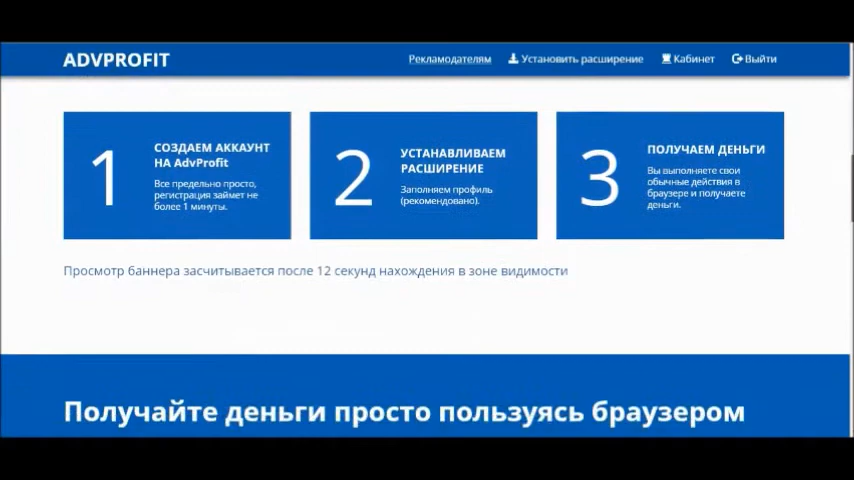 ADVPROFIT
Рекламодателям Установить расширение Кабинет Выйти
1
СОЗДАЕМ АККАУНТ
НА AdvProfit
Все предельно просто,
регистрация займет не
более 1 минуты.
2
УСТАНАВЛИВАЕМ
РАСШИРЕНИЕ
Заполняем профиль
(рекомендовано).
3
ПОЛУЧАЕМ ДЕНЬГИ
Вы выполняете свои
обычные действия в
браузере и получаете
деньги.
Просмотр баннера засчитывается после 12 секунд нахождения в зоне видимости
Получайте деньги просто пользуясь браузером